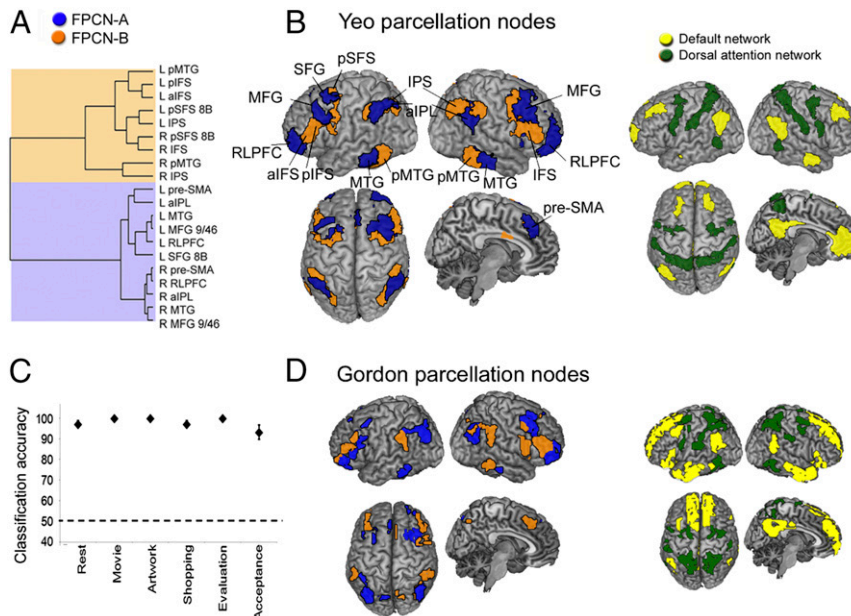 A
FPCN-A
FPCN-B
L pMTG
L pIFS
L aIFS
L pSFS 8B
L IPS
R pSFS 8B
R IFS
R pMTG
R IPS
L pre-SMA
L aIPL
L MTG
L MFG 9/46
L RLPFC
L SFG 8B
R pre-SMA
R RLPFC
R aIPL
R MTG
R MFG 9/46
B
Yeo parcellation nodes
pSFS
SFG
MFG
RLPFC
aIFS
pIFS
MTG
pMTG
IPS
aIPL
pMTG
MTG
IFS
MFG
RLPFC
pre-SMA
Default network
Dorsal attention network
C
Classification accuracy
100
90
80
70
60
50
40
Rest
Movie
Artwork
Shopping
Evaluation
Acceptance
D
Gordon parcellation nodes